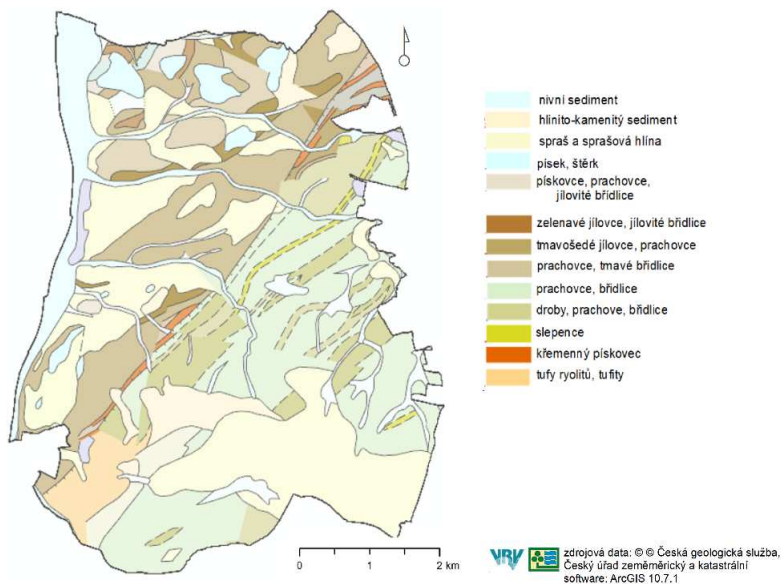 nivní sediment
hlinito-kamenitý sediment
spraš a sprašová hlína
písek, štěrk
pískovce, prachovce,
jílovité břidlice
zelenavé jílovce, jílovité břidlice
tmavošedé jílovce, prachovce
prachovce, tmavé břidlice
prachovce, břidlice
droby, prachove, břidlice
slepence
křemenný pískovec
tufy ryolitů, tufity
0 1 2 km
VRV
zdrojová data: © © Česká geologická služba,
Český úřad zeměměrický a katastrální
software: ArcGIS 10.7.1